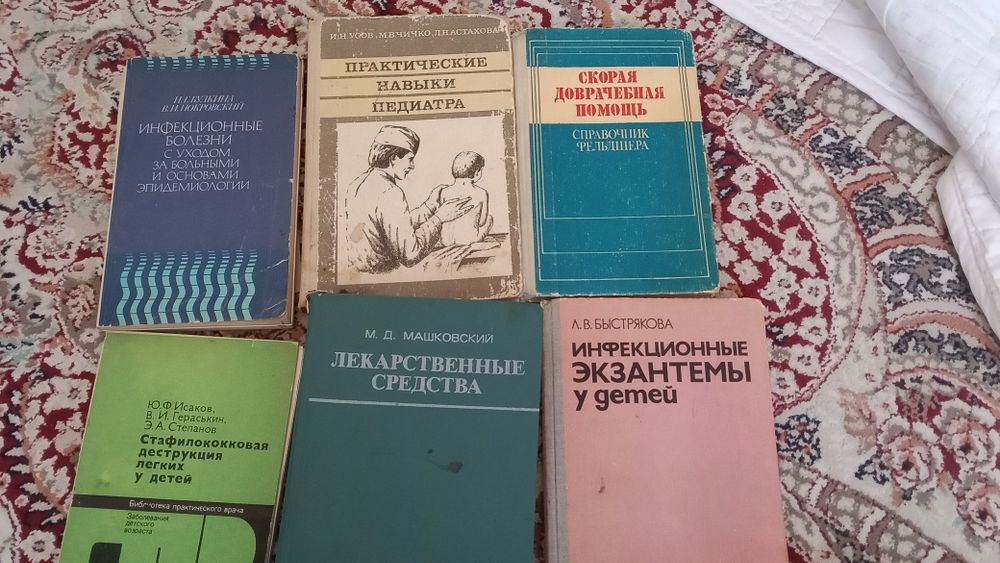 И.Г.БУЛКИНА
В.И.ПОКРОВСКИЙ
ИНФЕКЦИОННЫЕ
БОЛЕЗНИ
С УХОДОМ
ЗА БОЛЬНЫМИ
И ОСНОВАМИ
ЭПИДЕМИОЛОГИИ
И.Н.УСОВ, М.В.ЧИЧКО, Л.Н.АСТАХОВА
ПРАКТИЧЕСКИЕ
НАВЫКИ
ПЕДИАТРА
СКОРАЯ
ДОВРАЧЕБНАЯ
ПОМОЩЬ
СПРАВОЧНИК
ФЕЛЬДШЕРА
Ю.Ф.Исаков,
В.И.Гераськин,
Э.А.Степанов
Стафилококковая
деструкция
легких
у детей
Библиотека практического врача
Заболевания
детского
возраста
М. Д. МАШКОВСКИЙ
ЛЕКАРСТВЕННЫЕ
СРЕДСТВА
Л.В. БЫСТРЯКОВА
ИНФЕКЦИОННЫЕ
ЭКЗАНТЕМЫ
у детей